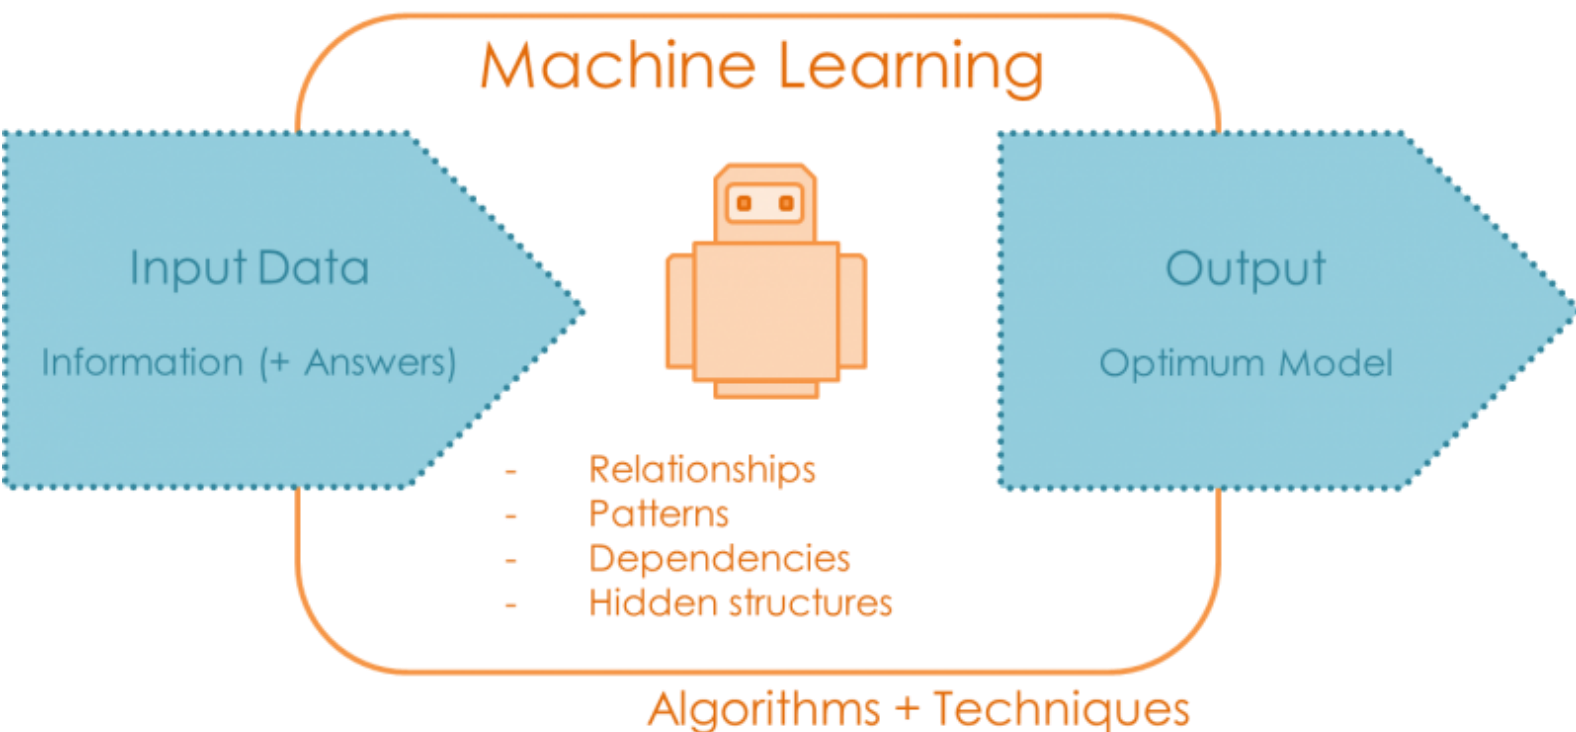 Machine Learning
Input Data
Information (+ Answers)
Output
Optimum Model
- Relationships
- Patterns
- Dependencies
- Hidden structures
Algorithms + Techniques